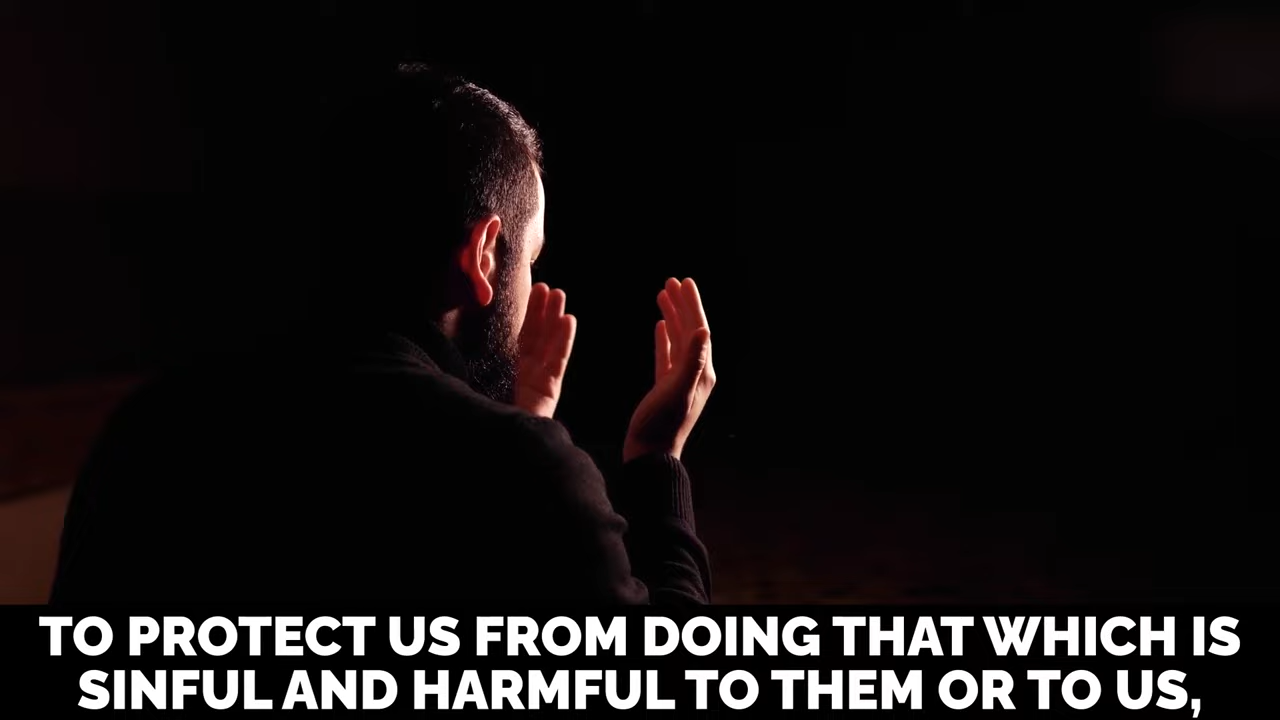 TO PROTECT US FROM DOING THAT WHICH IS
SINFUL AND HARMFUL TO THEM OR TO US,